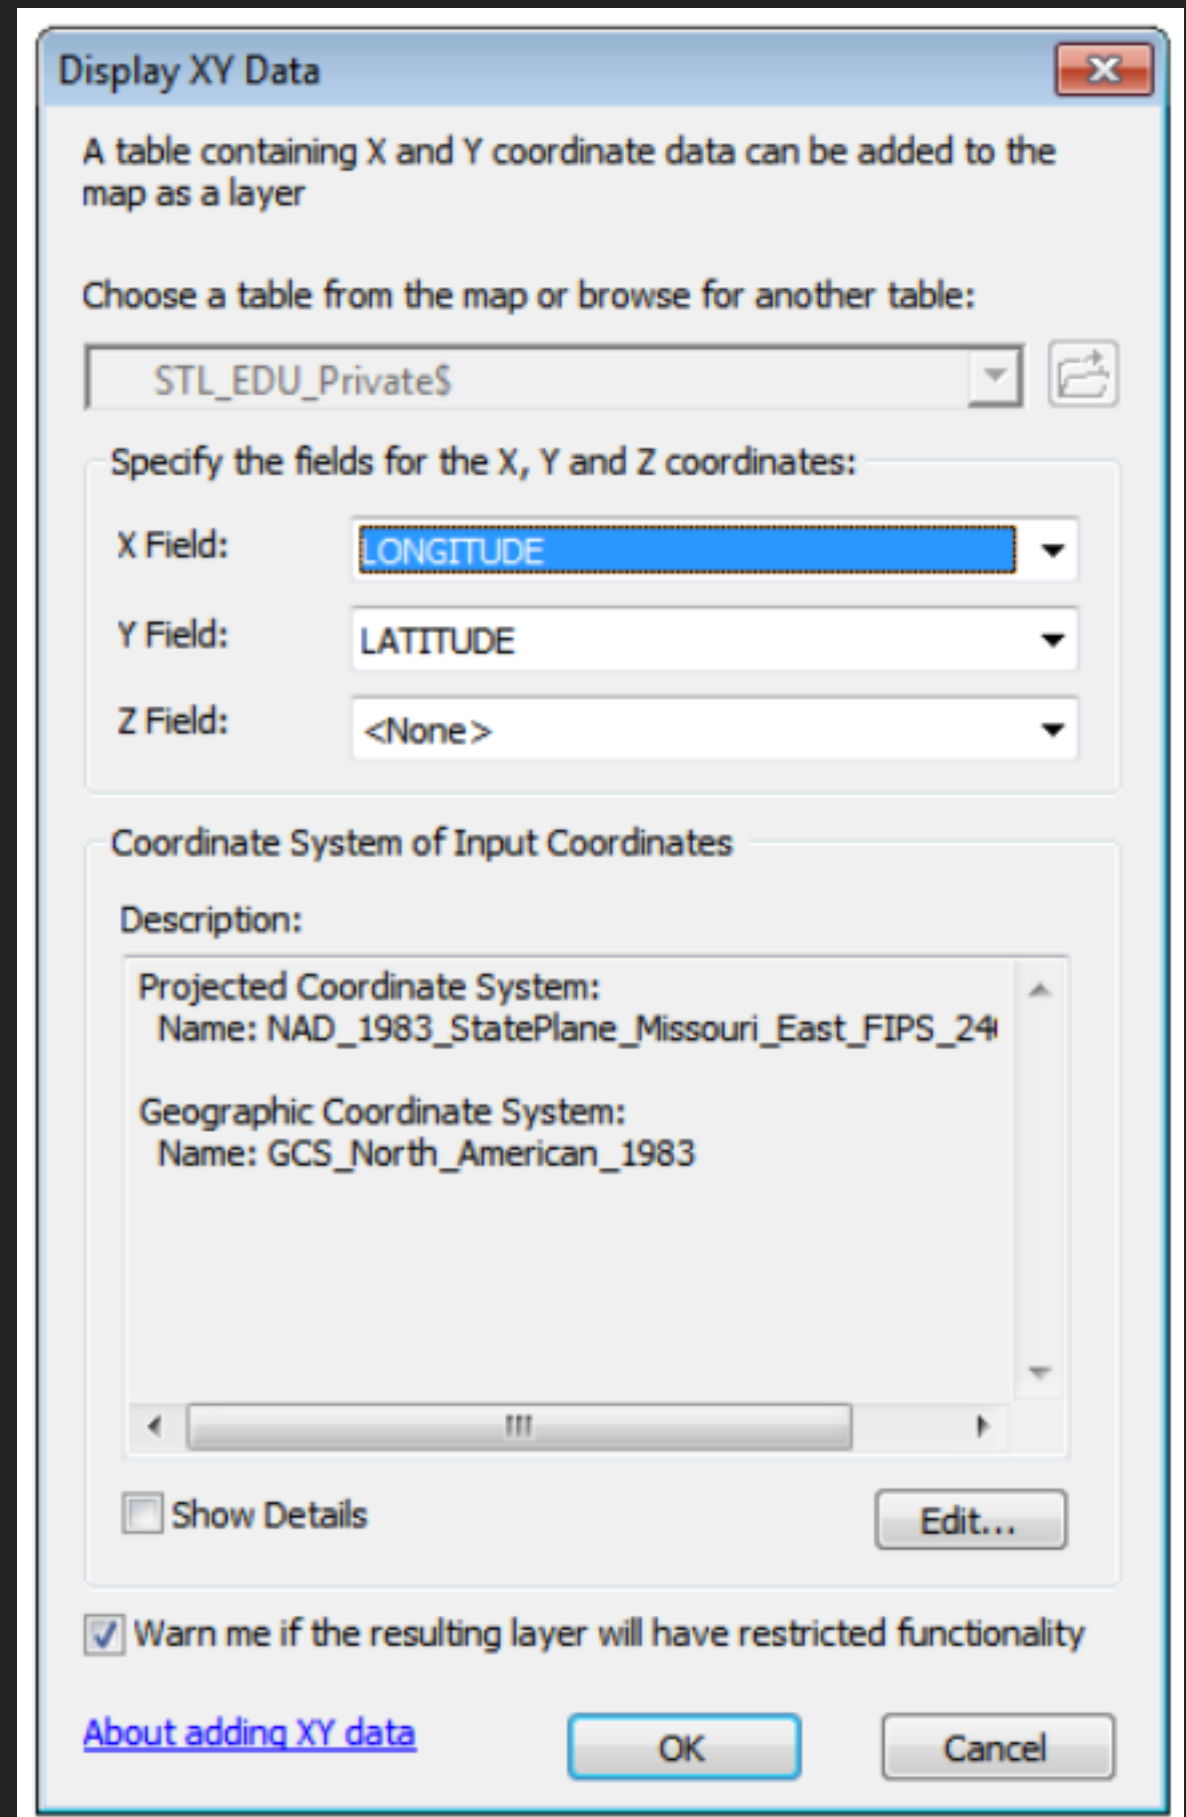 Display XY Data
A table containing X and Y coordinate data can be added to the
map as a layer
Choose a table from the map or browse for another table:
STL_EDU_Private$
Specify the fields for the X, Y and Z coordinates:
X Field: LONGITUDE
Y Field: LATITUDE
Z Field: <None>
Coordinate System of Input Coordinates
Description:
Projected Coordinate System:
Name: NAD_1983_StatePlane_Missouri_East_FIPS_24
Geographic Coordinate System:
Name: GCS_North_American_1983
Show Details
Edit...
Warn me if the resulting layer will have restricted functionality
About adding XY data
OK
Cancel